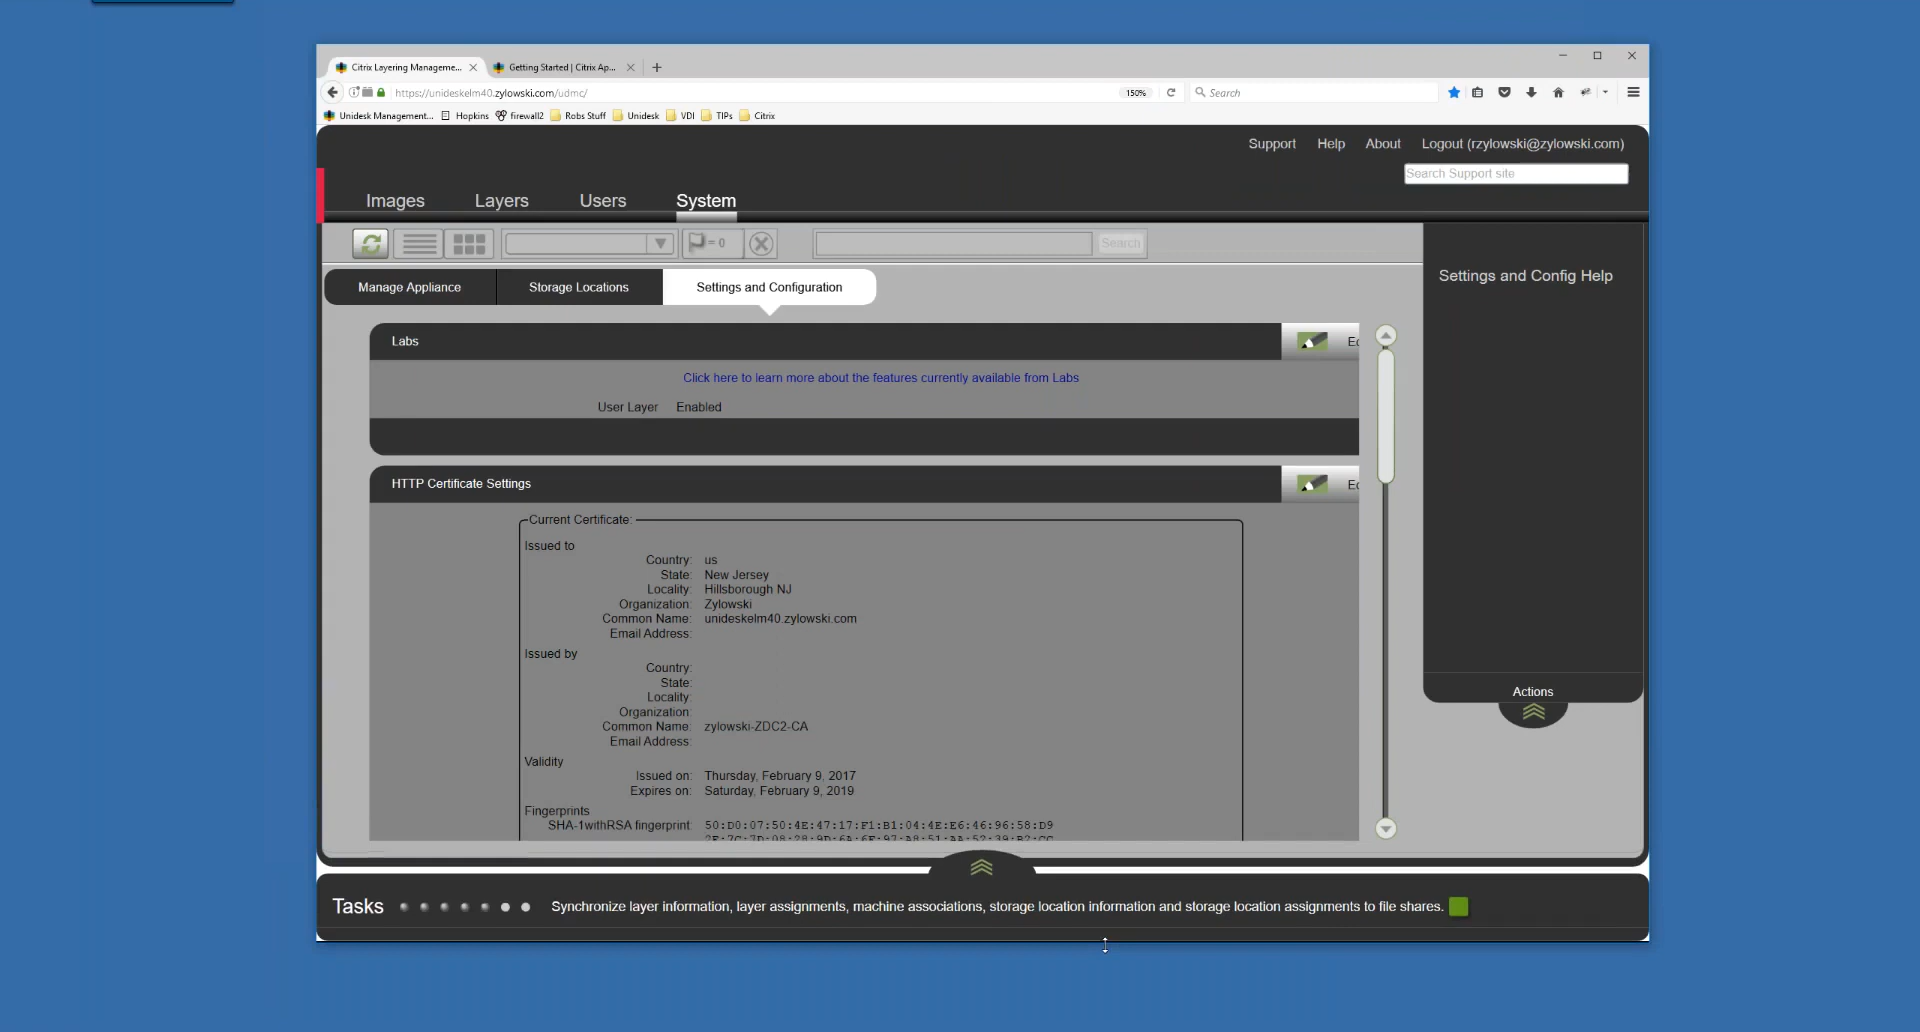 Citrix Layering Manageme...
Getting Started | Citrix Ap...
https://unideskelm40.zylowski.com/udmc/
150%
Search
Unidesk Management...
Hopkins
firewall2
Robs Stuff
Unidesk
VDI
TIPs
Citrix
Support
Help
About
Logout (rzylowski@zylowski.com)
Search Support site
Images
Layers
Users
System
= 0
Search
Manage Appliance
Storage Locations
Settings and Configuration
Settings and Config Help
Labs
Click here to learn more about the features currently available from Labs
User Layer Enabled
HTTP Certificate Settings
Current Certificate:
Issued to
Country: us
State: New Jersey
Locality: Hillsborough NJ
Organization: Zylowski
Common Name: unideskelm40.zylowski.com
Email Address:
Issued by
Country:
State:
Locality:
Organization:
Common Name: zylowski-ZDC2-CA
Email Address:
Validity
Issued on: Thursday, February 9, 2017
Expires on: Saturday, February 9, 2019
Fingerprints
SHA-1withRSA fingerprint: 50:D0:07:50:4E:47:17:F1:B1:04:4E:E6:46:96:58:D9
Actions
Tasks
Synchronize layer information, layer assignments, machine associations, storage location information and storage location assignments to file shares.